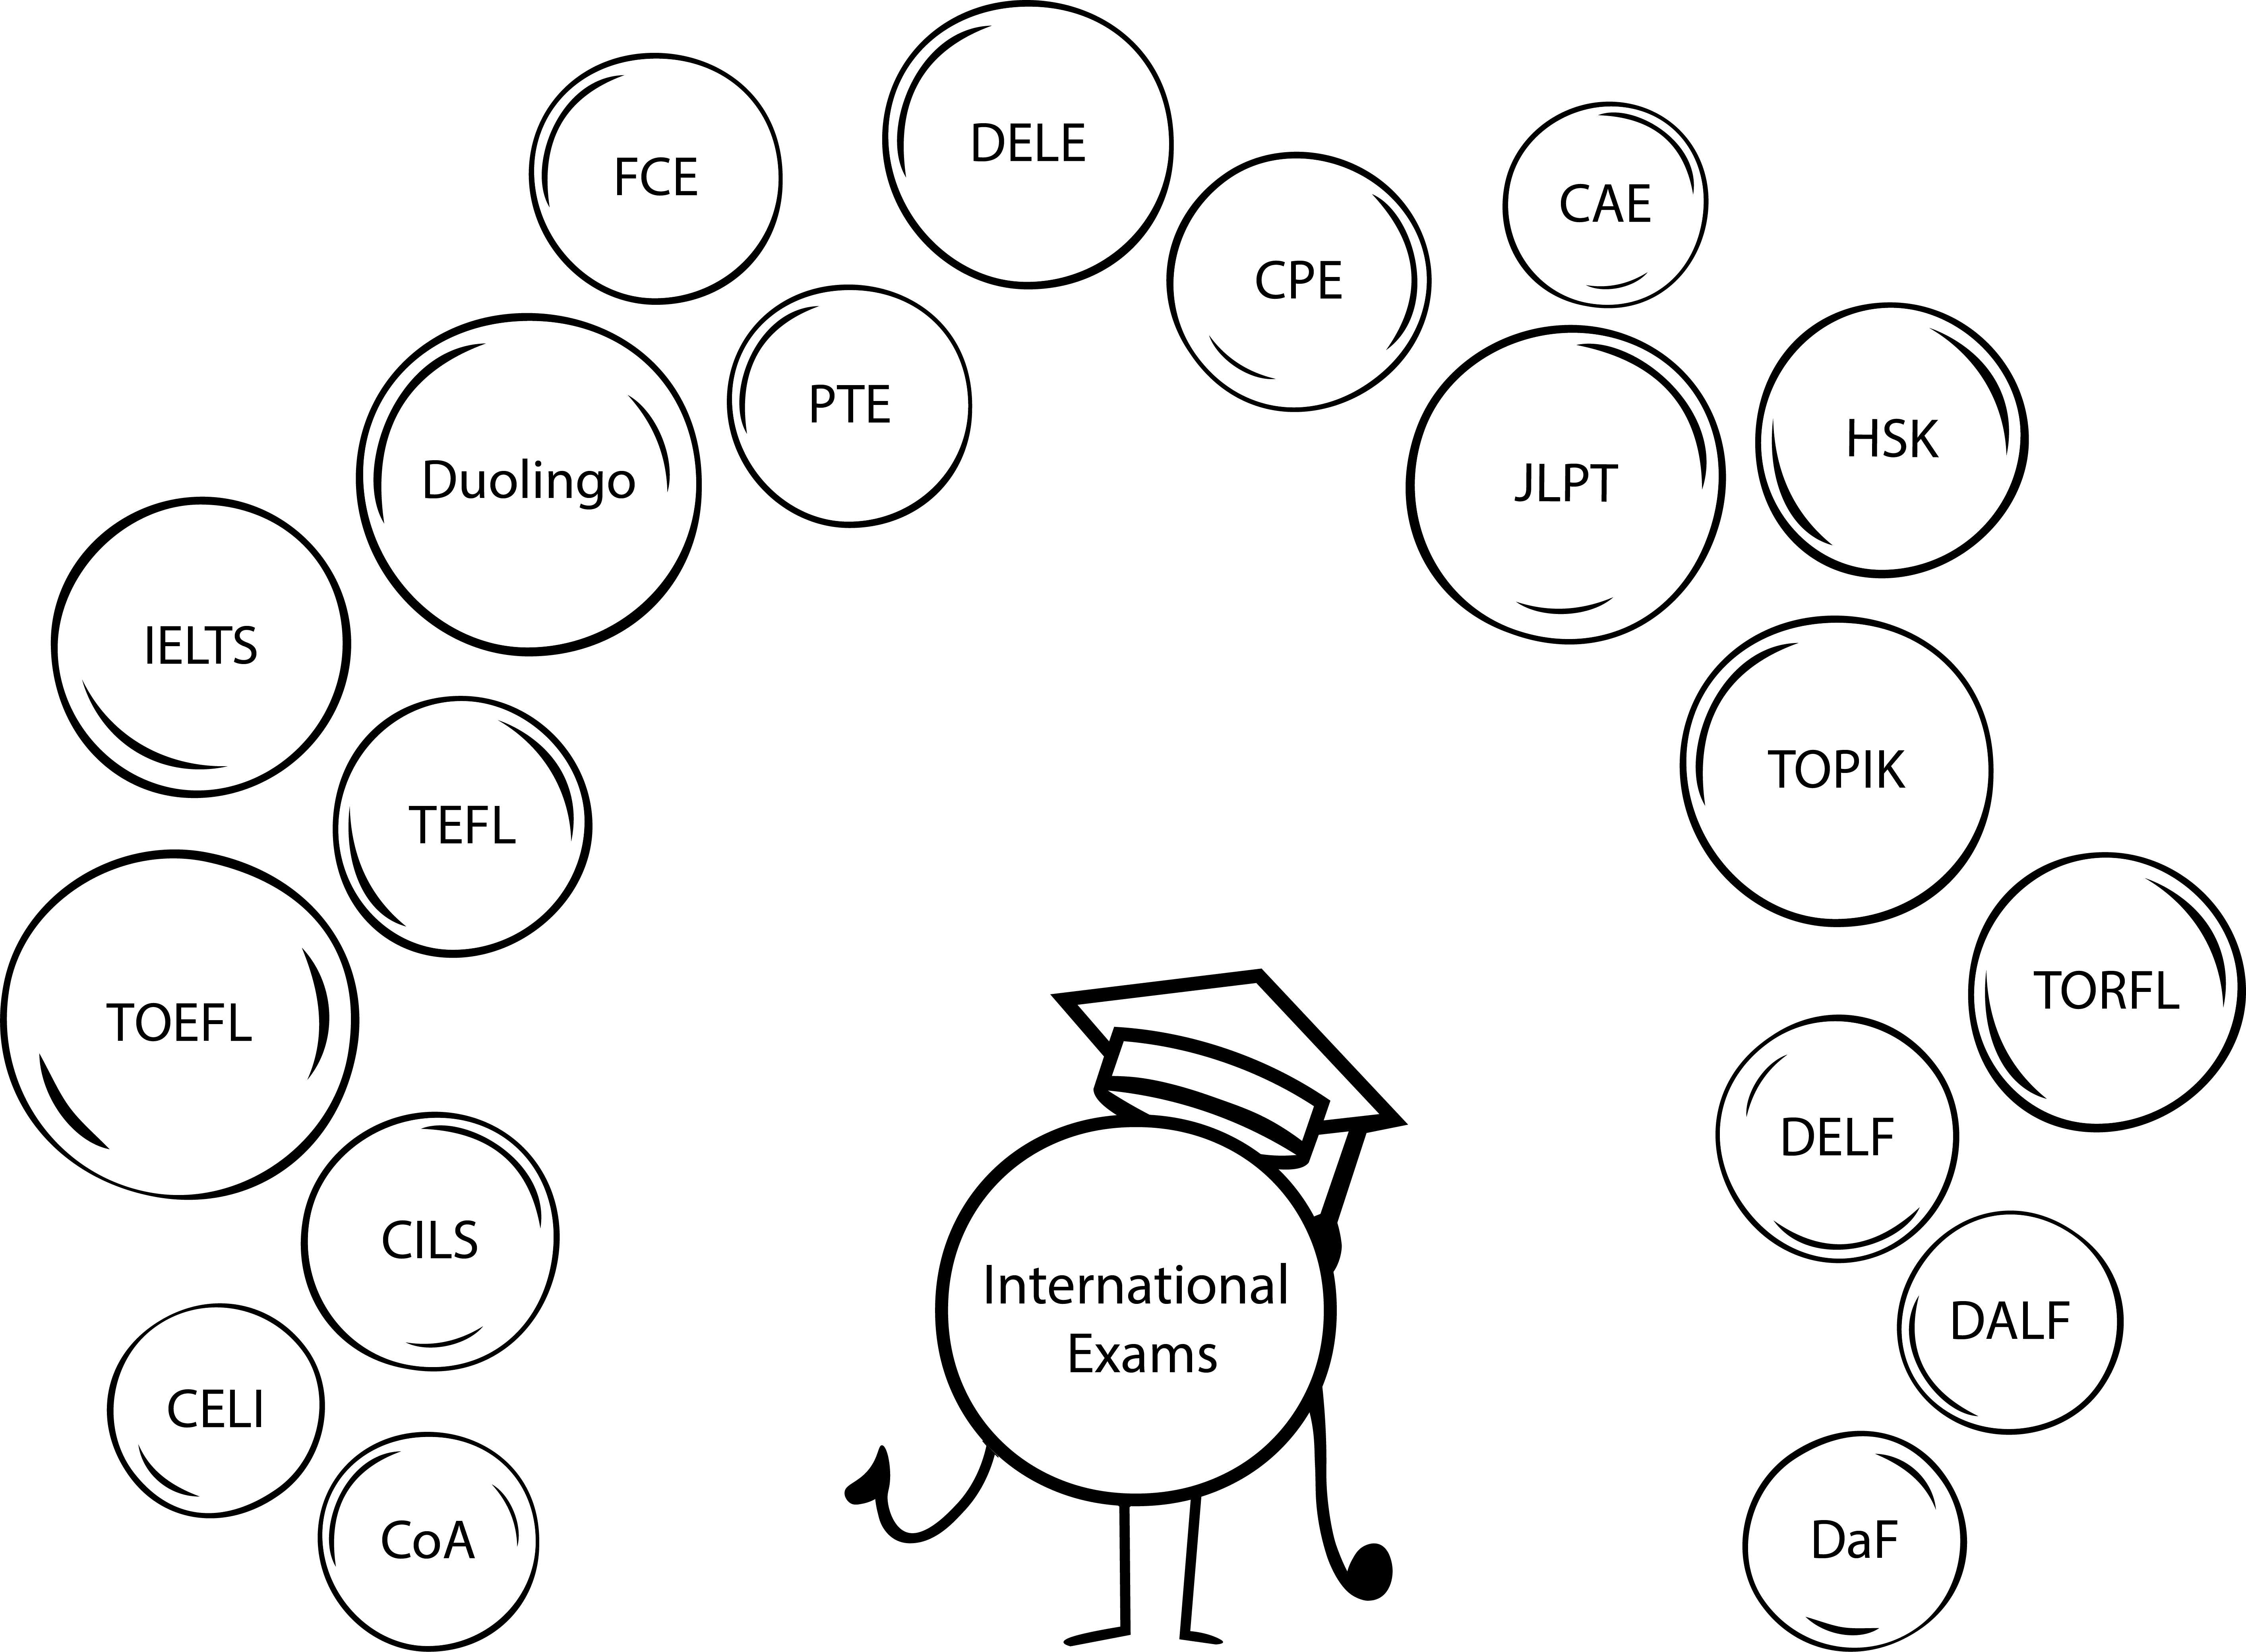 DELE
FCE
CAE
CPE
PTE
HSK
Duolingo
JLPT
IELTS
TOPIK
TEFL
TORFL
TOEFL
DELF
CILS
International
Exams
DALF
CELI
CoA
DaF